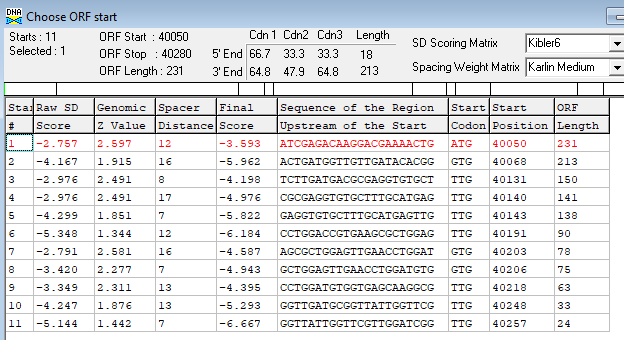 DNA Choose ORF start
Starts : 11 ORF Start : 40050 Cdn 1 Cdn2 Cdn3 Length SD Scoring Matrix Kibler6
Selected : 1 ORF Stop : 40280 5' End 66.7 33.3 33.3 18
ORF Length : 231 3' End 64.8 47.9 64.8 213 Spacing Weight Matrix Karlin Medium
Star Raw SD Genomic Spacer Final Sequence of the Region Start Start ORF
# Score Z Value Distance Score Upstream of the Start Codon Position Length
1 -2.757 2.597 12 -3.593 ATCGAGACAAGGACGAAAACTG ATG 40050 231
2 -4.167 1.915 16 -5.962 ACTGATGGTTGTTGATACACGG GTG 40068 213
3 -2.976 2.491 8 -4.198 TCTTGATGACGCGAGGTGTGCT TTG 40131 150
4 -2.976 2.491 17 -4.976 CGCGAGGTGTGCTTTGCATGAG TTG 40140 141
5 -4.299 1.851 7 -5.822 GAGGTGTGCTTTGCATGAGTTG TTG 40143 138
6 -5.348 1.344 12 -6.184 CCTGGACCGTGAAGCGCTGGAG TTG 40191 90
7 -2.791 2.581 16 -4.587 AGCGCTGGAGTTGAACCTGGAT GTG 40203 78
8 -3.420 2.277 7 -4.943 GCTGGAGTTGAACCTGGATGTG GTG 40206 75
9 -3.349 2.311 13 -4.395 CCTGGATGTGGTGAGCAAGGCG TTG 40218 63
10 -4.247 1.876 13 -5.293 GGTTGATGCGGTTATTGGTTCG TTG 40248 33
11 -5.144 1.442 7 -6.667 GGTTATTGGTTCGTTGGATCGG TTG 40257 24